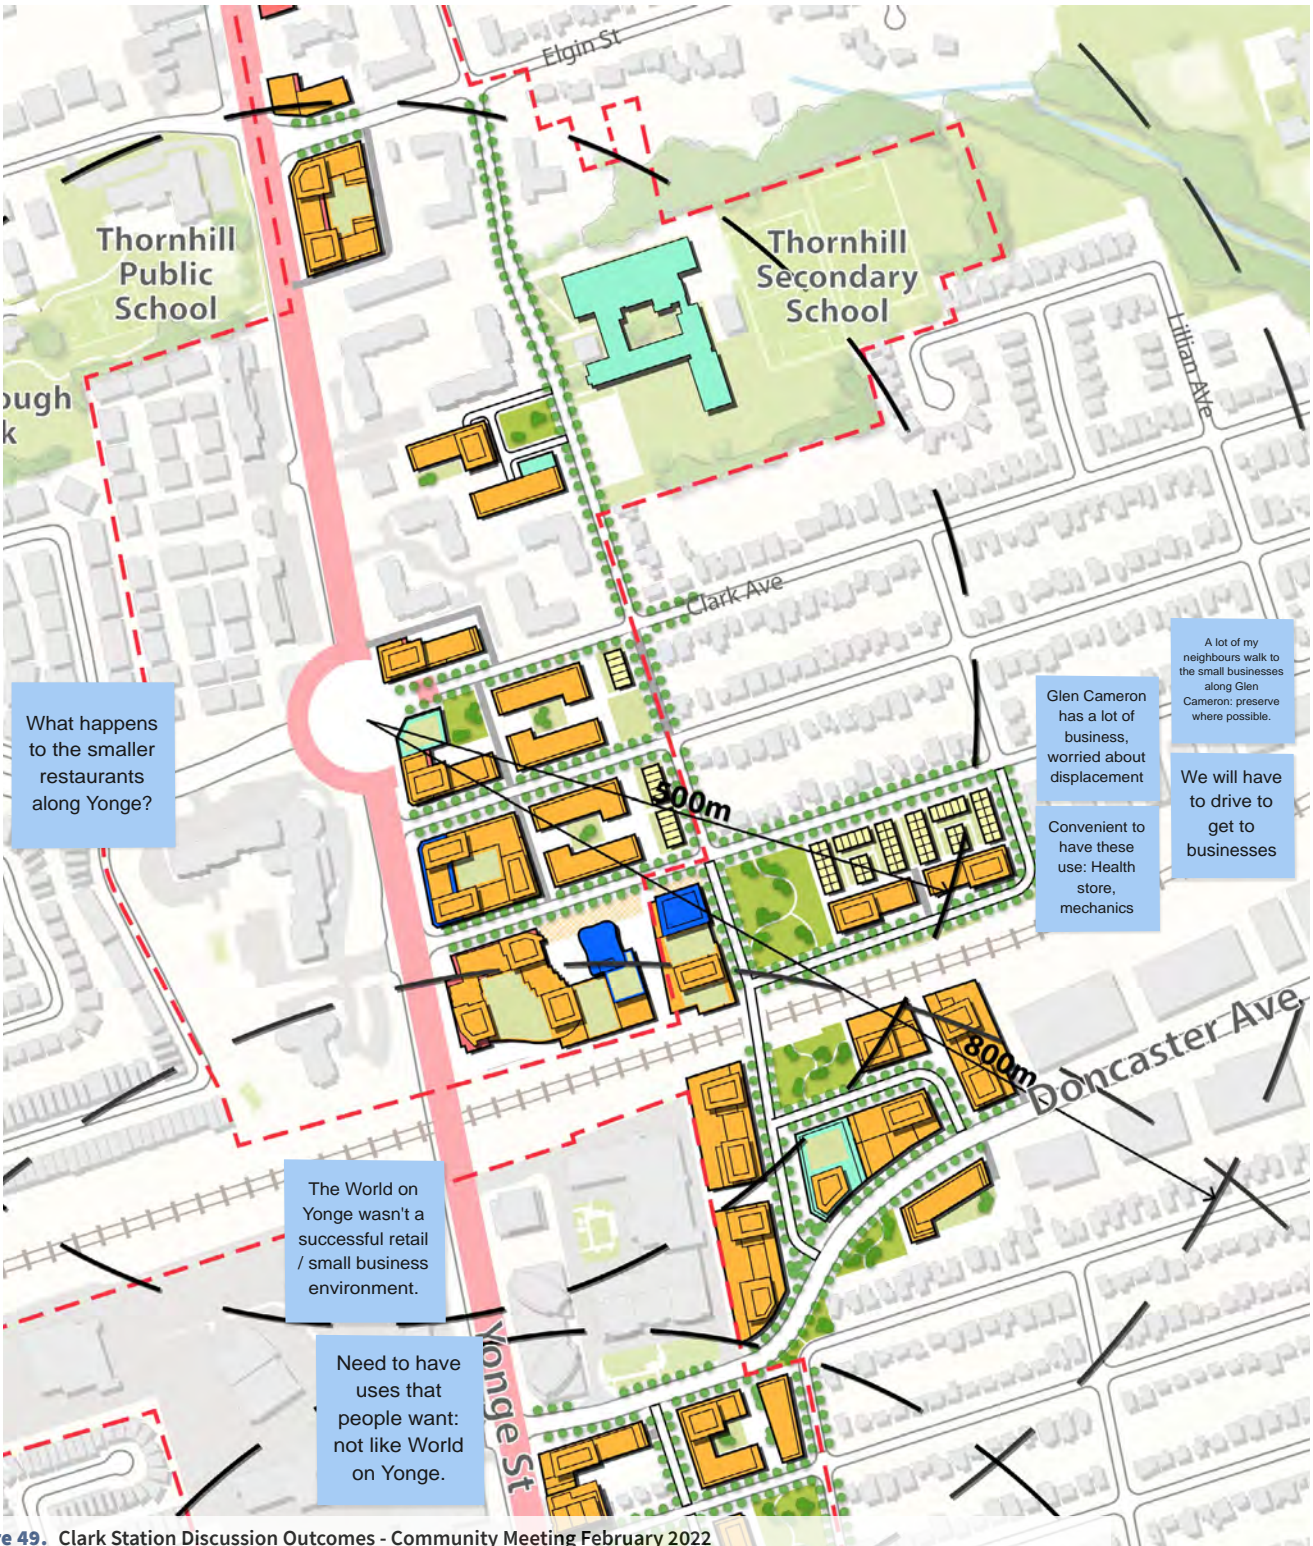 Elgin St
Thornhill
Public
School
Thornhill
Secondary
School
Lillian Ave
ough
k
Clark Ave
What happens
to the smaller
restaurants
along Yonge?
500m
Glen Cameron
has a lot of
business,
worried about
displacement
A lot of my
neighbours walk to
the small businesses
along Glen
Cameron: preserve
where possible.
Convenient to
have these
use: Health
store,
mechanics
We will have
to drive to
get to
businesses
800m
Doncaster Ave
The World on
Yonge wasn't a
successful retail
/ small business
environment.
Need to have
uses that
people want:
not like World
on Yonge.
Yonge St
e 49. Clark Station Discussion Outcomes - Community Meeting February 2022